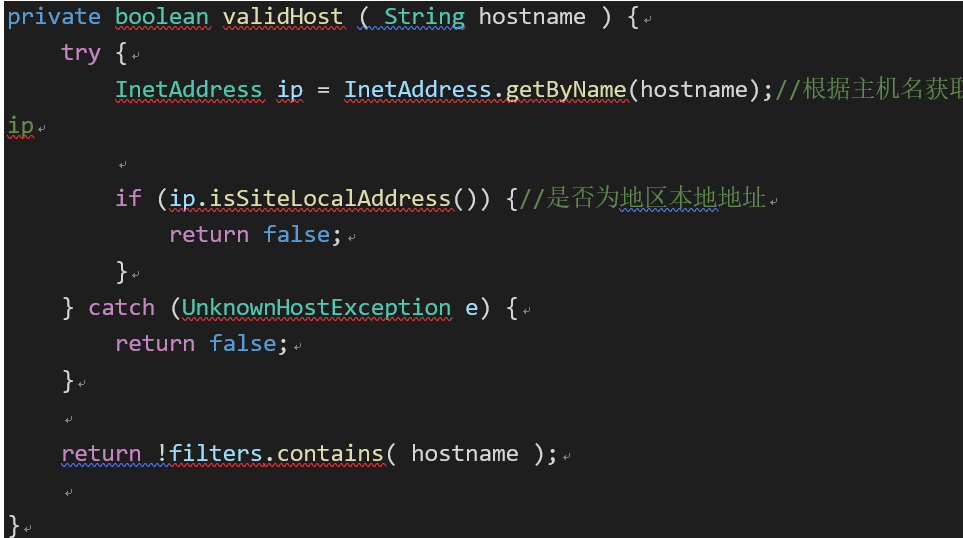 private boolean validHost ( String hostname ) {
try {
InetAddress ip = InetAddress.getByName(hostname);//根据主机名获取
ip
if (ip.isSiteLocalAddress()) {//是否为地区本地地址
return false;
}
} catch (UnknownHostException e) {
return false;
}
return !filters.contains( hostname );
}